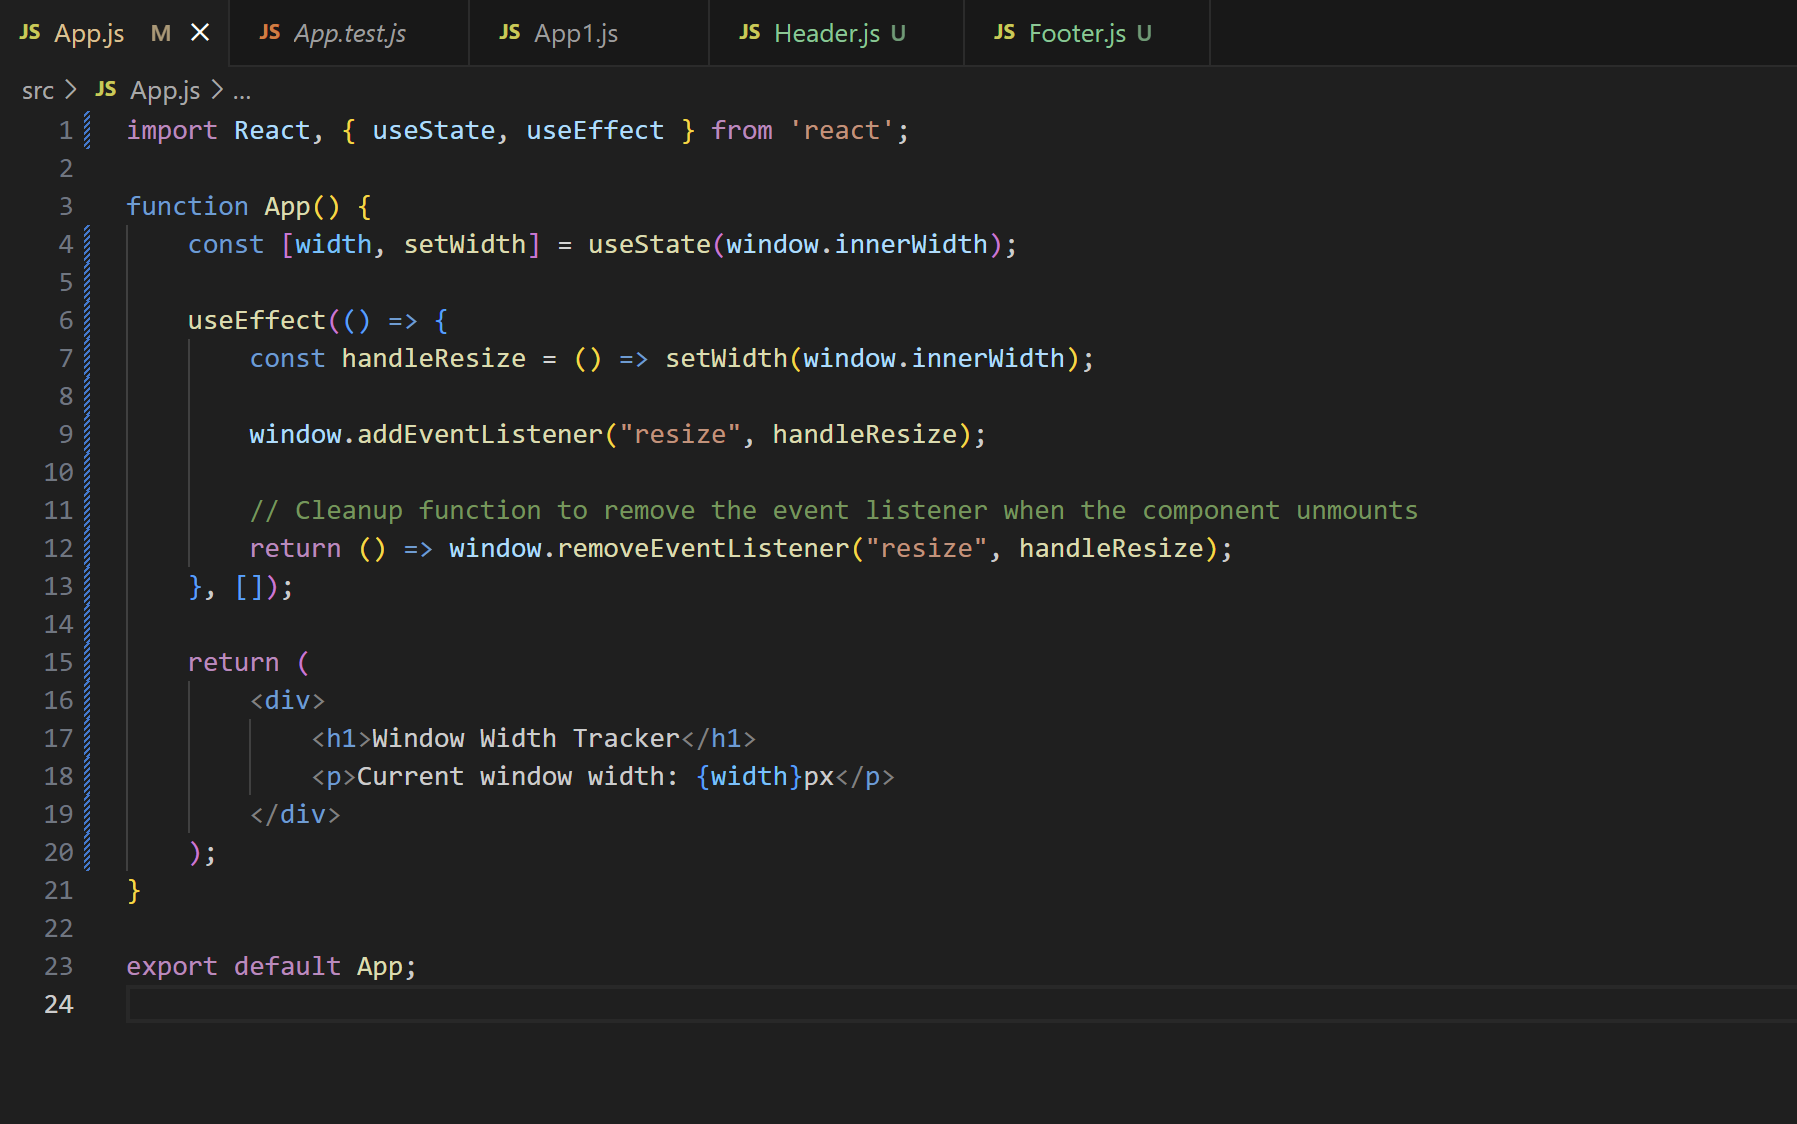 JS App.js M × JS App.test.js JS App1.js JS Header.js U JS Footer.js U
src > JS App.js > ...
1 import React, { useState, useEffect } from 'react';
2
3 function App() {
4     const [width, setWidth] = useState(window.innerWidth);
5
6     useEffect(() => {
7         const handleResize = () => setWidth(window.innerWidth);
8
9         window.addEventListener("resize", handleResize);
10
11         // Cleanup function to remove the event listener when the component unmounts
12         return () => window.removeEventListener("resize", handleResize);
13     }, []);
14
15     return (
16         <div>
17             <h1>Window Width Tracker</h1>
18             <p>Current window width: {width}px</p>
19         </div>
20     );
21 }
22
23 export default App;
24